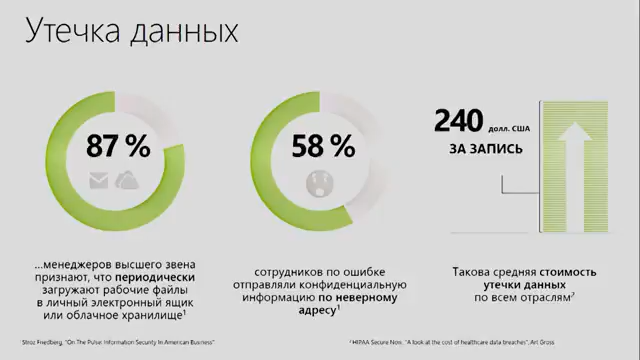 Утечка данных
87 %
...менеджеров высшего звена
признают, что периодически
загружают рабочие файлы
в личный электронный ящик
или облачное хранилище¹
58 %
сотрудников по ошибке
отправляли конфиденциальную
информацию по неверному
адресу¹
240 долл. США
ЗА ЗАПИСЬ
Такова средняя стоимость
утечки данных
по всем отраслям²
¹ Stroz Friedberg, "On The Pulse: Information Security In American Business"
² HIPAA Secure Now, "A look at the cost of healthcare data breaches", Art Gross